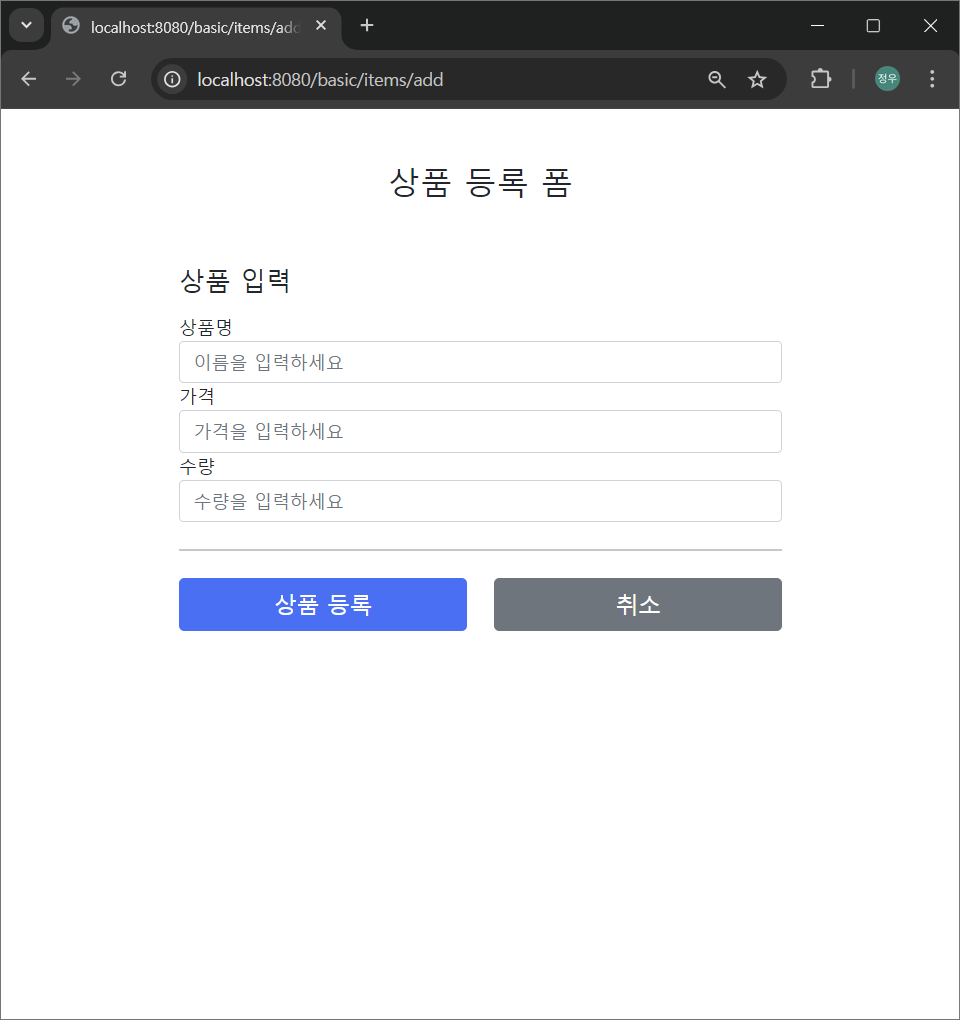 localhost:8080/basic/items/add
localhost:8080/basic/items/add
정우
상품 등록 폼
상품 입력
상품명
이름을 입력하세요
가격
가격을 입력하세요
수량
수량을 입력하세요
상품 등록
취소